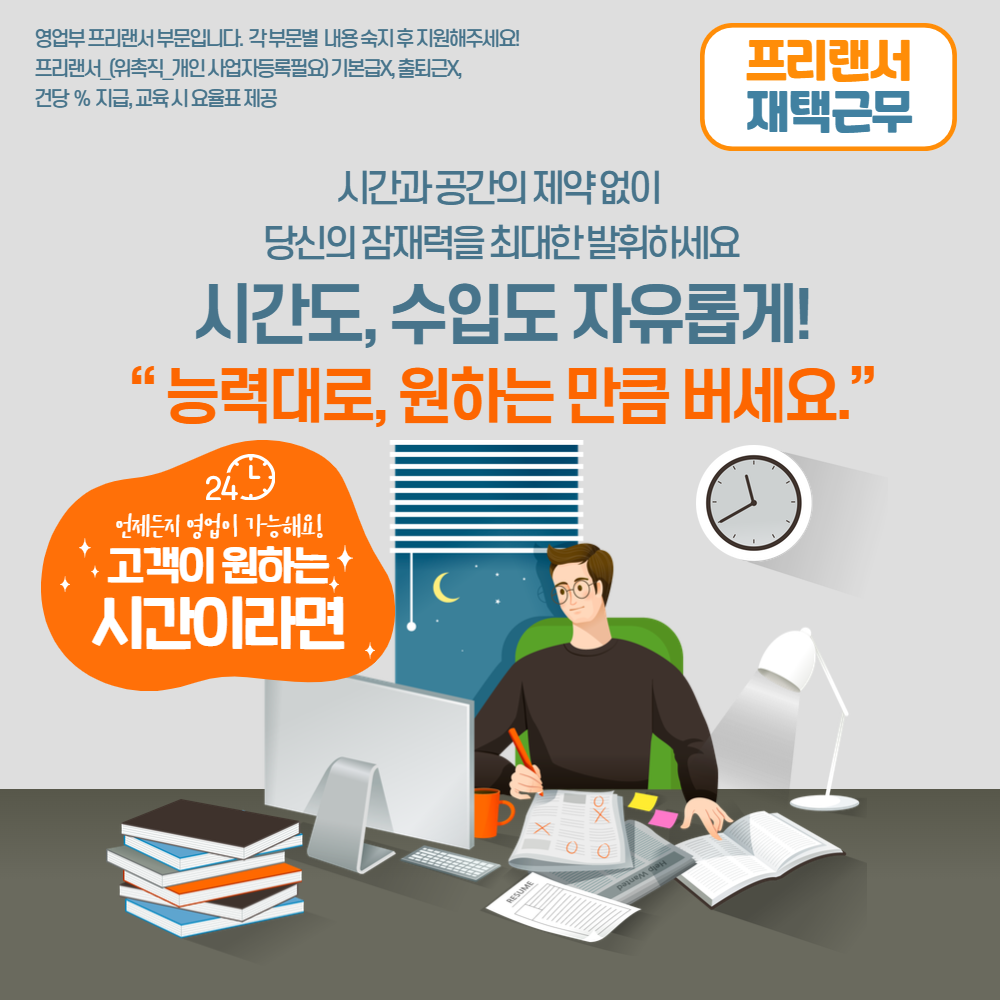 영업부 프리랜서 부문입니다. 각 부문별 내용 숙지 후 지원해주세요!
프리랜서_(위촉직_개인 사업자등록필요) 기본급X, 출퇴근X,
건당 % 지급, 교육 시 요율표 제공
프리랜서
재택근무
시간과 공간의 제약 없이
당신의 잠재력을 최대한 발휘하세요
시간도, 수입도 자유롭게!
“ 능력대로, 원하는 만큼 버세요.”
24
언제든지 영업이 가능해요!
고객이 원하는
시간이라면
Help Wanted
RESUME